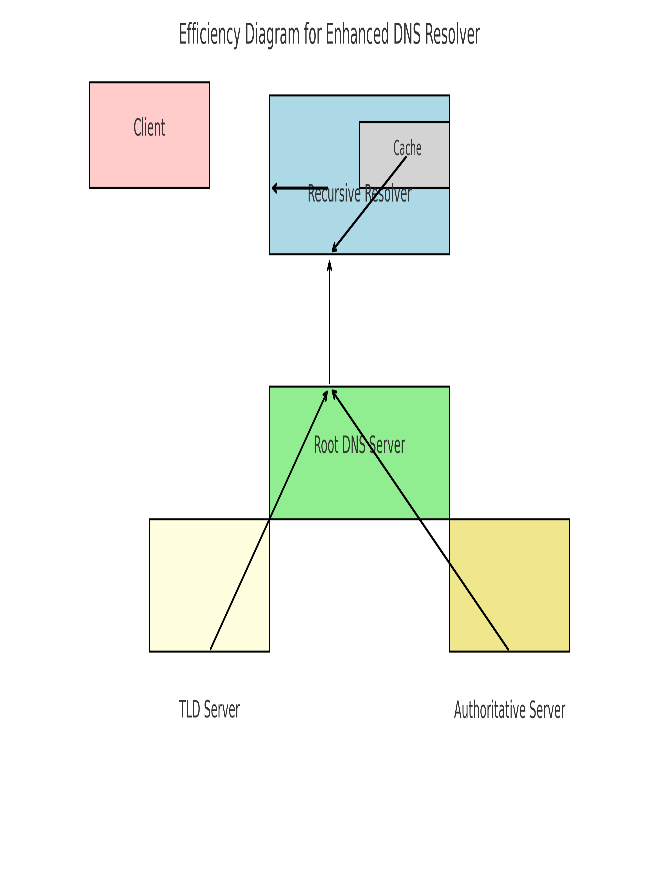 Efficiency Diagram for Enhanced DNS Resolver
Client
Cache
Recursive Resolver
Root DNS Server
TLD Server
Authoritative Server